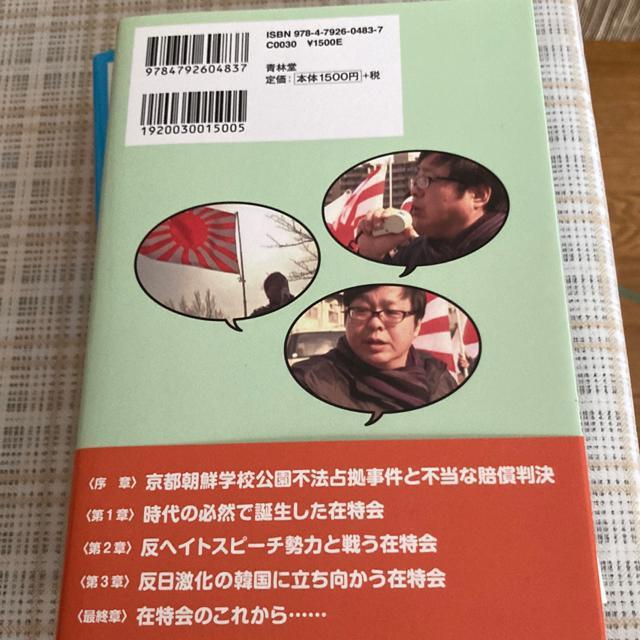 ISBN 978-4-7926-0483-7
C0030 ¥1500E
9784792604837
青林堂
定価：本体1500円+税
1920030015005
〈序　章〉京都朝鮮学校公園不法占拠事件と不当な賠償判決
〈第1章〉時代の必然で誕生した在特会
〈第2章〉反ヘイトスピーチ勢力と戦う在特会
〈第3章〉反日激化の韓国に立ち向かう在特会
〈最終章〉在特会のこれから……